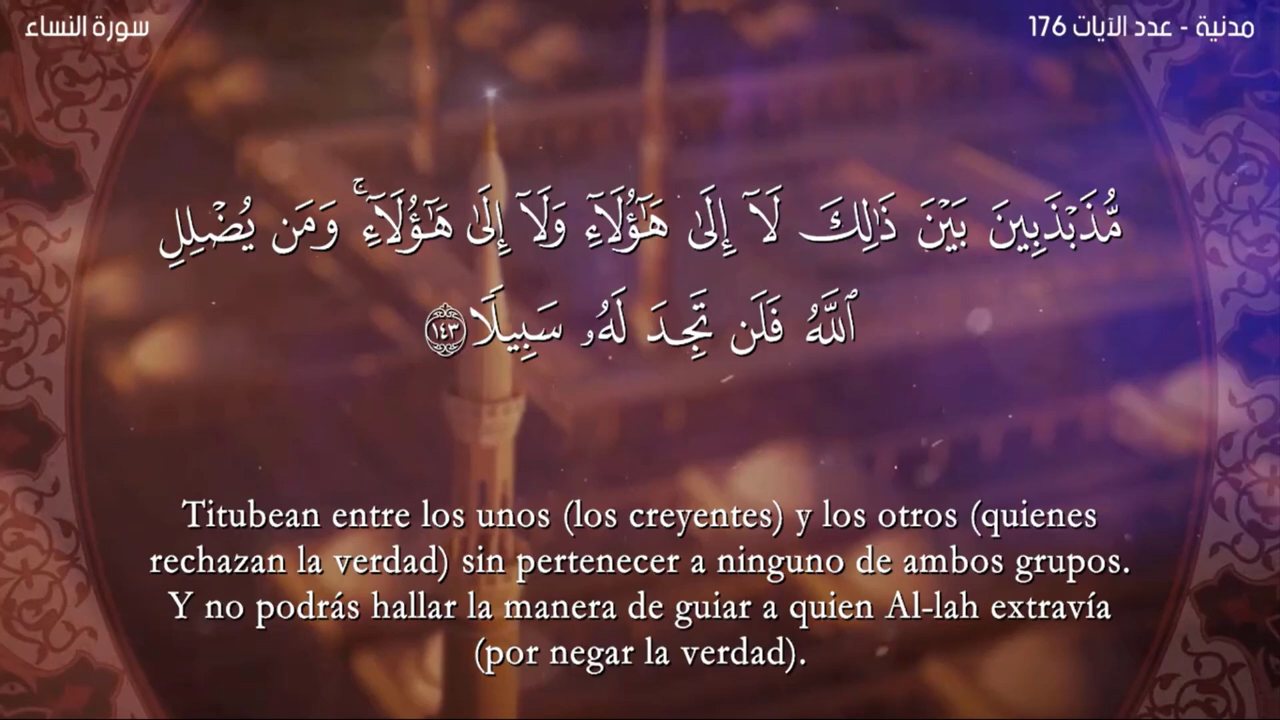 سورة النساء
مدنية - عدد الآيات 176
مُّذَبْذَبِينَ بَيْنَ ذَٰلِكَ لَآ إِلَىٰ هَٰٓؤُلَآءِ وَلَآ إِلَىٰ هَٰٓؤُلَآءِ ۚ وَمَن يُضْلِلِ
ٱللَّهُ فَلَن تَجِدَ لَهُۥ سَبِيلًا ١٤٣
Titubean entre los unos (los creyentes) y los otros (quienes
rechazan la verdad) sin pertenecer a ninguno de ambos grupos.
Y no podrás hallar la manera de guiar a quien Al-lah extravía
(por negar la verdad).